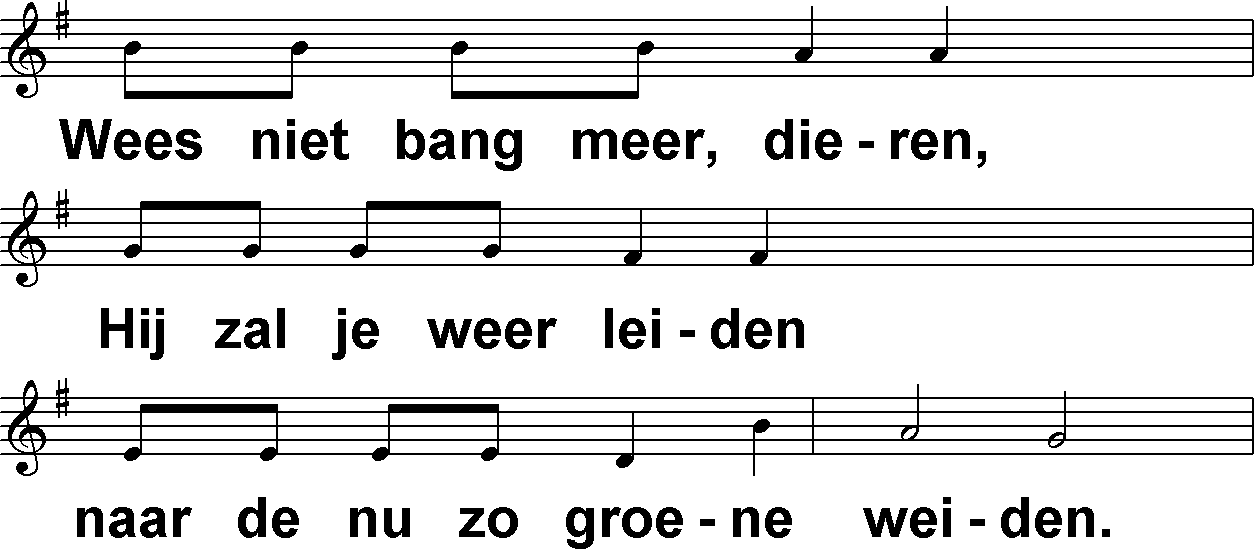 Wees niet bang meer, die - ren,
Hij zal je weer lei - den
naar de nu zo groe - ne wei - den.